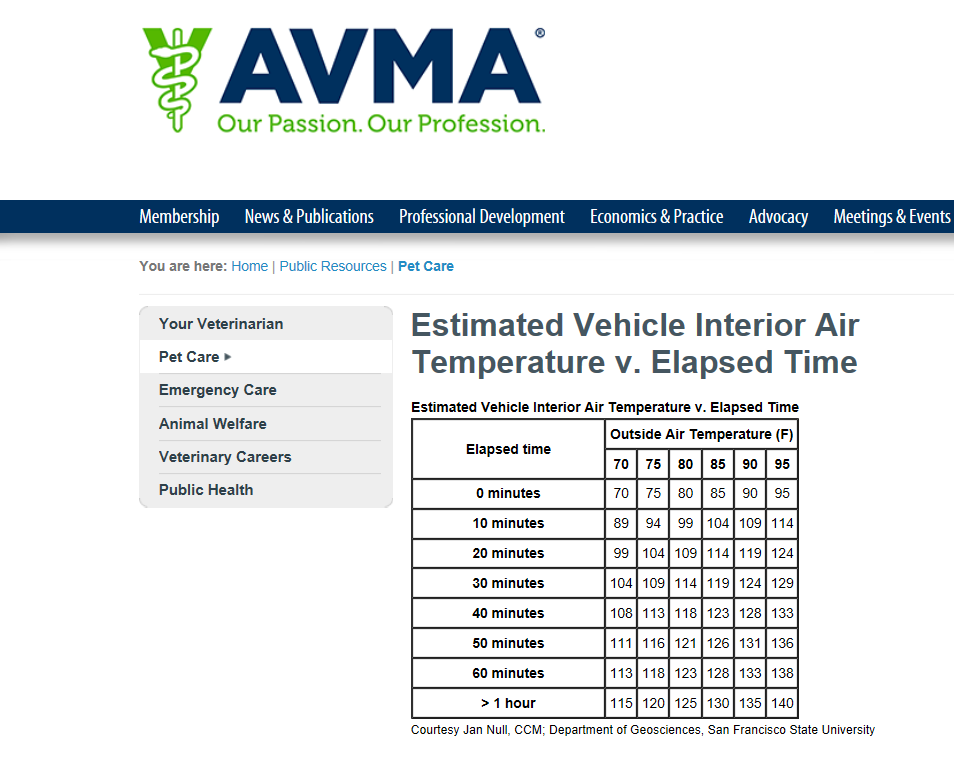 AVMA®
Our Passion. Our Profession.
Membership News & Publications Professional Development Economics & Practice Advocacy Meetings & Events
You are here: Home | Public Resources | Pet Care
Your Veterinarian
Pet Care ▸
Emergency Care
Animal Welfare
Veterinary Careers
Public Health
Estimated Vehicle Interior Air
Temperature v. Elapsed Time
Estimated Vehicle Interior Air Temperature v. Elapsed Time
Elapsed time
Outside Air Temperature (F)
70 75 80 85 90 95
0 minutes 70 75 80 85 90 95
10 minutes 89 94 99 104 109 114
20 minutes 99 104 109 114 119 124
30 minutes 104 109 114 119 124 129
40 minutes 108 113 118 123 128 133
50 minutes 111 116 121 126 131 136
60 minutes 113 118 123 128 133 138
> 1 hour 115 120 125 130 135 140
Courtesy Jan Null, CCM; Department of Geosciences, San Francisco State University